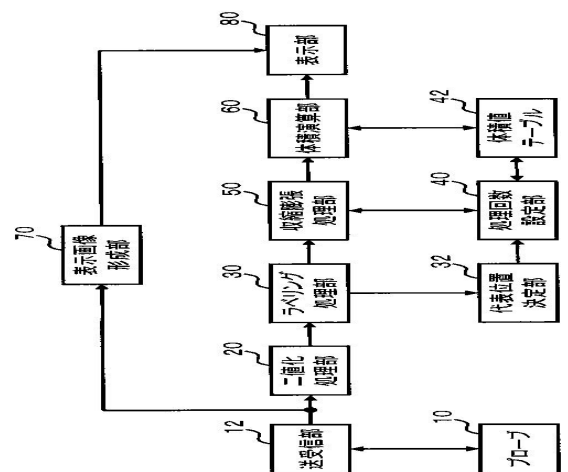 70
表示画像
形成部
80
表示部
60
体積演算部
42
体積値
テーブル
50
収縮膨張
処理部
40
処理回数
設定部
30
ラベリング
処理部
32
代表位置
決定部
20
二値化
処理部
12
送受信部
10
プローブ